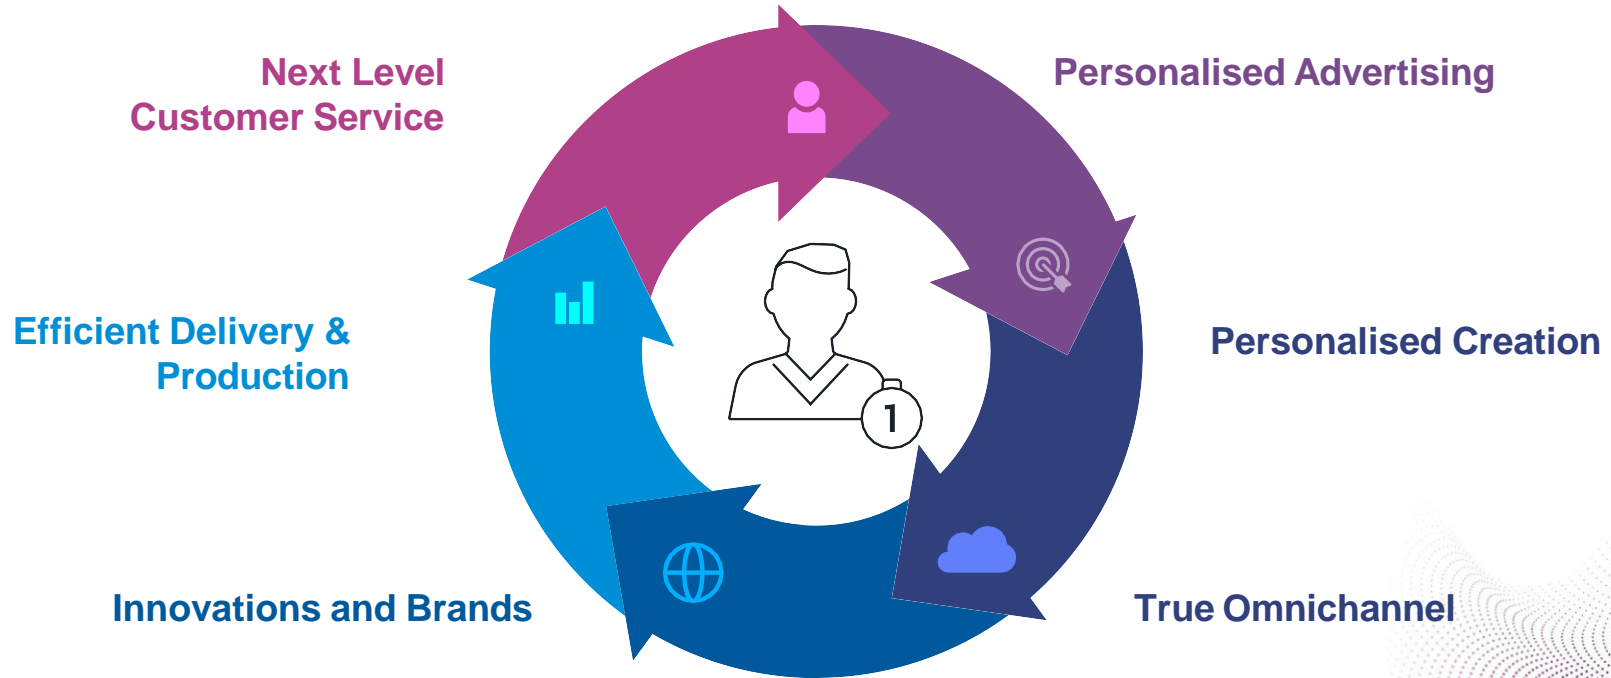 Next Level
Customer Service
Personalised Advertising
Efficient Delivery &
Production
Personalised Creation
1
Innovations and Brands
True Omnichannel